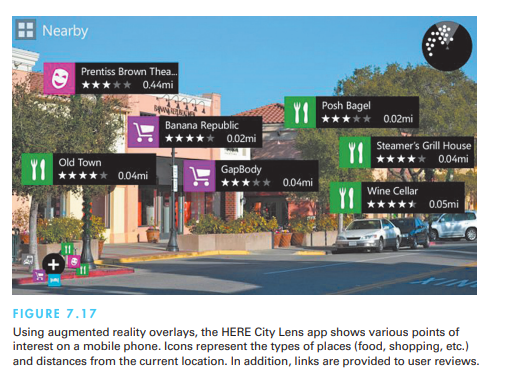 Nearby
Prentiss Brown Thea...
0.44mi
Posh Bagel
0.02mi
Banana Republic
0.02mi
Steamer's Grill House
0.04mi
Old Town
0.04mi
GapBody
0.04mi
Wine Cellar
0.05mi
FIGURE 7.17
Using augmented reality overlays, the HERE City Lens app shows various points of
interest on a mobile phone. Icons represent the types of places (food, shopping, etc.)
and distances from the current location. In addition, links are provided to user reviews.